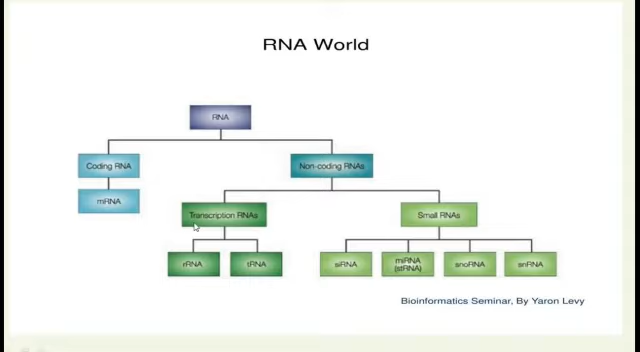 RNA World
RNA
Coding RNA
Non-coding RNAs
mRNA
Transcription RNAs
Small RNAs
rRNA
tRNA
siRNA
miRNA
(stRNA)
snoRNA
snRNA
Bioinformatics Seminar, By Yaron Levy